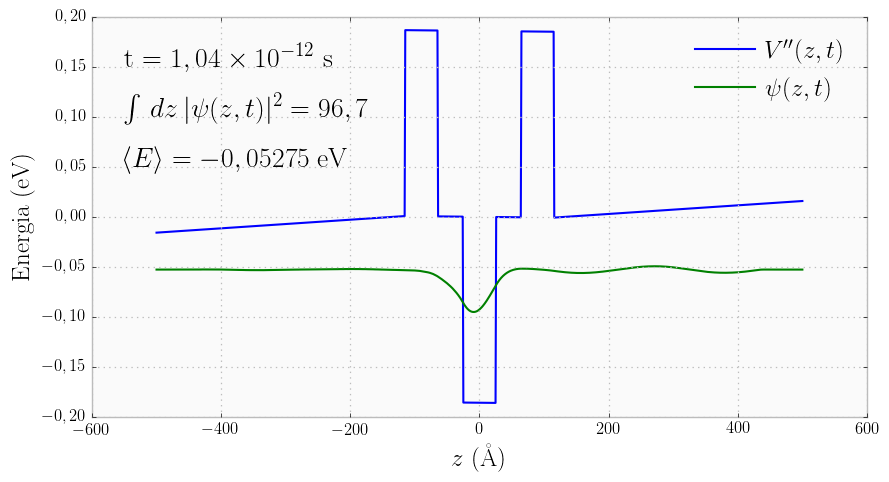 t = 1,04 × 10^{−12} s
∫ dz |ψ(z, t)|² = 96, 7
⟨E⟩ = −0, 05275 eV
V′′(z, t)
ψ(z, t)
Energia (eV)
0, 20
0, 15
0, 10
0, 05
0, 00
−0, 05
−0, 10
−0, 15
−0, 20
−600
−400
−200
0
200
400
600
z (Å)